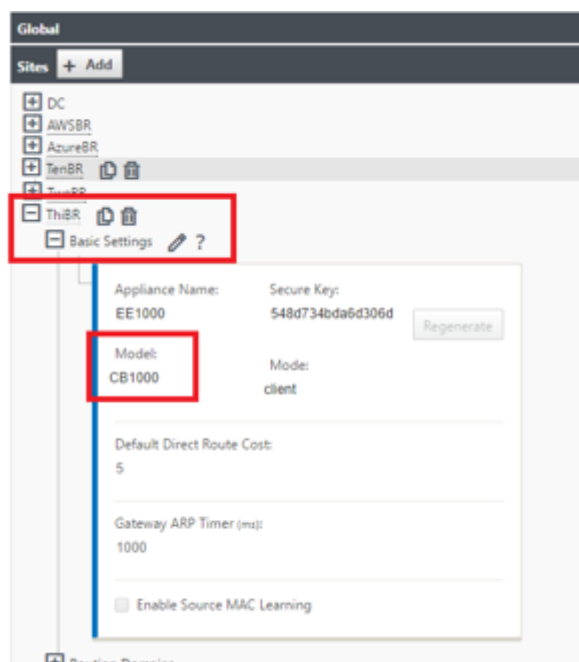 Global
Sites + Add
DC
AWSBR
AzureBR
TenBR
ThiBR
Basic Settings ?
Appliance Name: Secure Key:
EE1000 548d734bda6d306d
Regenerate
Model: Mode:
CB1000 client
Default Direct Route Cost:
5
Gateway ARP Timer (ms):
1000
Enable Source MAC Learning